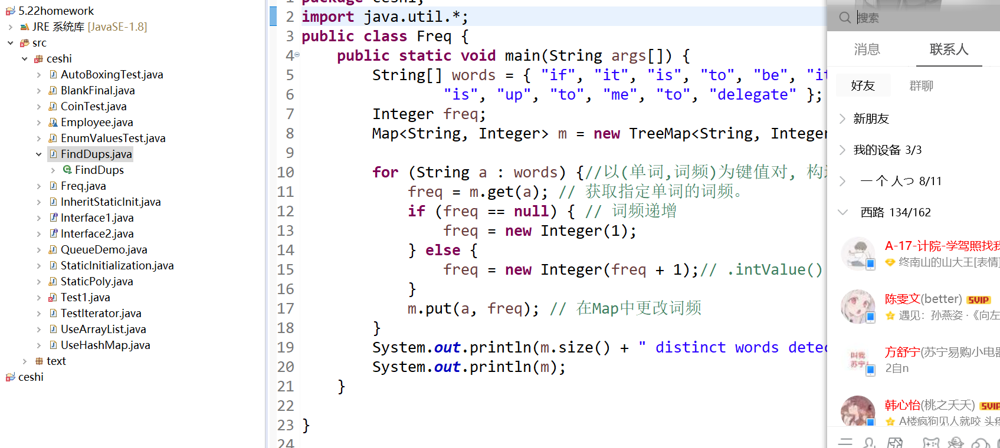 5.22homework
JRE 系统库 [JavaSE-1.8]
src
ceshi
AutoBoxingTest.java
BlankFinal.java
CoinTest.java
Employee.java
EnumValuesTest.java
FindDups.java
FindDups
Freq.java
InheritStaticInit.java
Interface1.java
Interface2.java
QueueDemo.java
StaticInitialization.java
StaticPoly.java
Test1.java
TestIterator.java
UseArrayList.java
UseHashMap.java
text
ceshi
1 package ceshi;
2 import java.util.*;
3 public class Freq {
4 public static void main(String args[]) {
5 String[] words = { "if", "it", "is", "to", "be", "it
6 "is", "up", "to", "me", "to", "delegate" };
7 Integer freq;
8 Map<String, Integer> m = new TreeMap<String, Integer
9
10 for (String a : words) {//以(单词,词频)为键值对, 构造
11 freq = m.get(a); // 获取指定单词的词频。
12 if (freq == null) { // 词频递增
13 freq = new Integer(1);
14 } else {
15 freq = new Integer(freq + 1);// .intValue()
16 }
17 m.put(a, freq); // 在Map中更改词频
18 }
19 System.out.println(m.size() + " distinct words detec
20 System.out.println(m);
21 }
22
23 }
24
搜索
消息 联系人
好友 群聊
新朋友
我的设备 3/3
一 个 人つ 8/11
西路 134/162
A-17-计院-学驾照找我
终南山的山大王[表情]
陈雯文(better) SVIP
遇见: 孙燕姿 ·《向左
方舒宁(苏宁易购小电器
2自n
叫我
苏宁
韩心怡(桃之夭夭) SVIP
A楼疯狗见人就咬 头疼